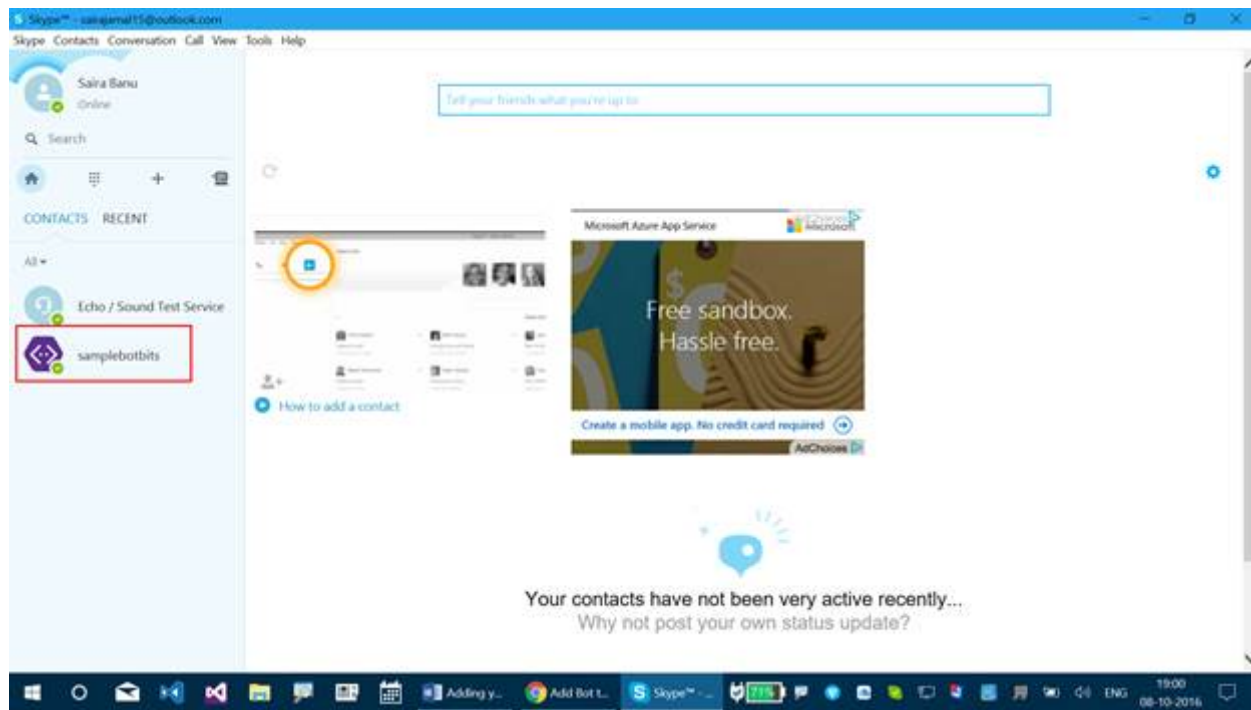 Skype™ - sairajamal15@outlook.com
Skype Contacts Conversation Call View Tools Help
Saira Banu
Online
Tell your friends what you're up to
Search
CONTACTS RECENT
All
Echo / Sound Test Service
samplebotbits
How to add a contact
Microsoft Azure App Service
Microsoft
Free sandbox.
Hassle free.
Create a mobile app. No credit card required
AdChoices
Your contacts have not been very active recently...
Why not post your own status update?
Adding y...
Add Bot t...
Skype™ - ...
71%
ENG
19:00
08-10-2016